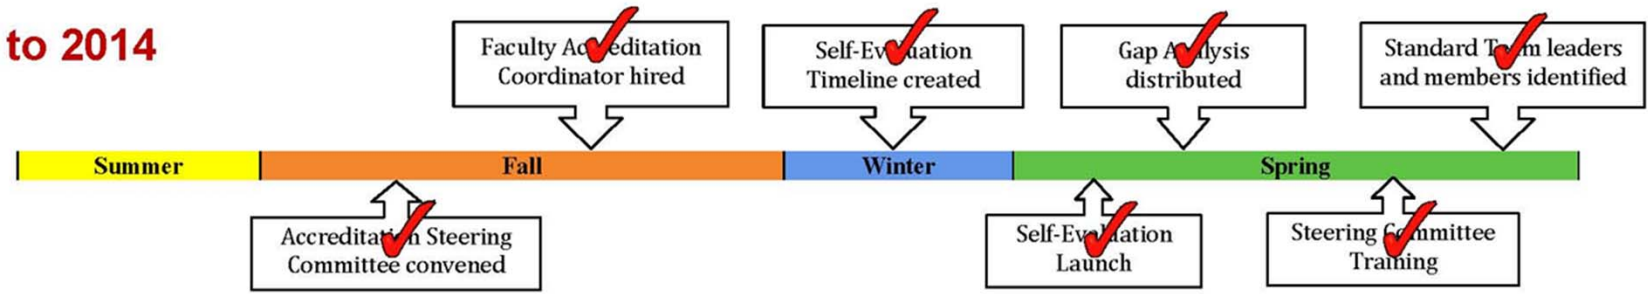 to 2014
Faculty Accreditation
Coordinator hired
Self-Evaluation
Timeline created
Gap Analysis
distributed
Standard Team leaders
and members identified
Summer
Fall
Winter
Spring
Accreditation Steering
Committee convened
Self-Evaluation
Launch
Steering Committee
Training